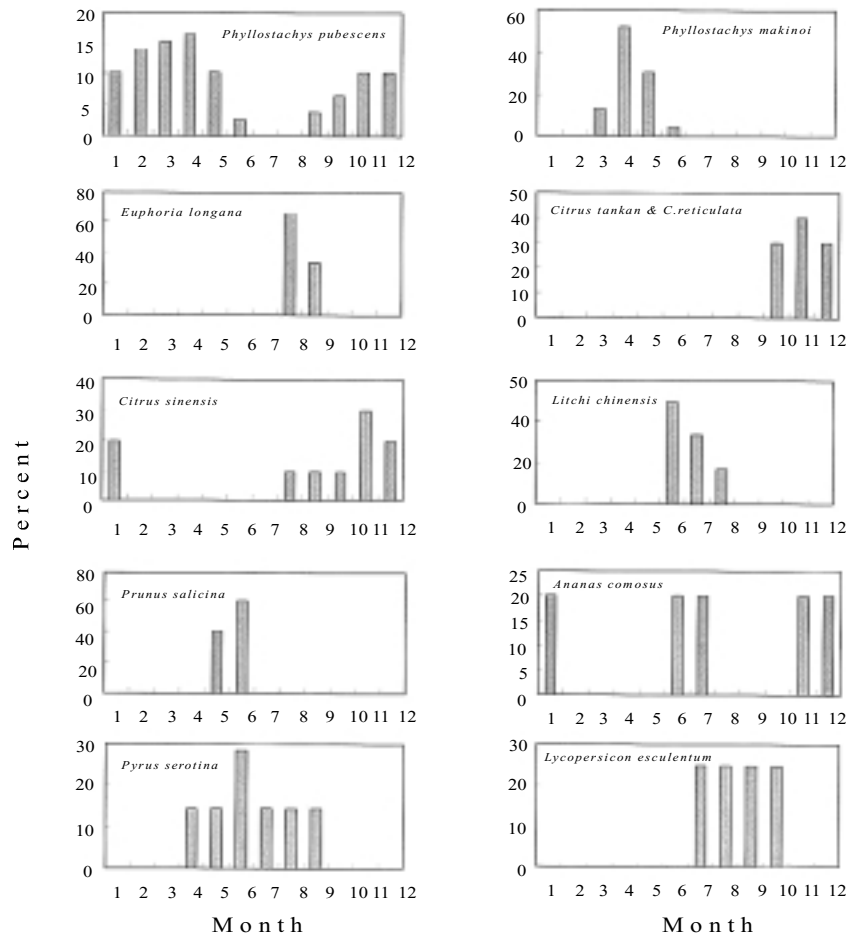 Phyllostachys pubescens
20
15
10
5
0
1 2 3 4 5 6 7 8 9 10 11 12
Phyllostachys makinoi
60
40
20
0
1 2 3 4 5 6 7 8 9 10 11 12
Euphoria longana
80
60
40
20
0
1 2 3 4 5 6 7 8 9 10 11 12
Citrus tankan & C.reticulata
50
40
30
20
10
0
1 2 3 4 5 6 7 8 9 10 11 12
Citrus sinensis
40
30
20
10
0
1 2 3 4 5 6 7 8 9 10 11 12
Litchi chinensis
50
40
20
0
1 2 3 4 5 6 7 8 9 10 11 12
Percent
Prunus salicina
80
60
40
20
0
1 2 3 4 5 6 7 8 9 10 11 12
Ananas comosus
25
20
15
10
5
0
1 2 3 4 5 6 7 8 9 10 11 12
Pyrus serotina
30
20
10
0
1 2 3 4 5 6 7 8 9 10 11 12
Month
Lycopersicon esculentum
30
20
10
0
1 2 3 4 5 6 7 8 9 10 11 12
Month